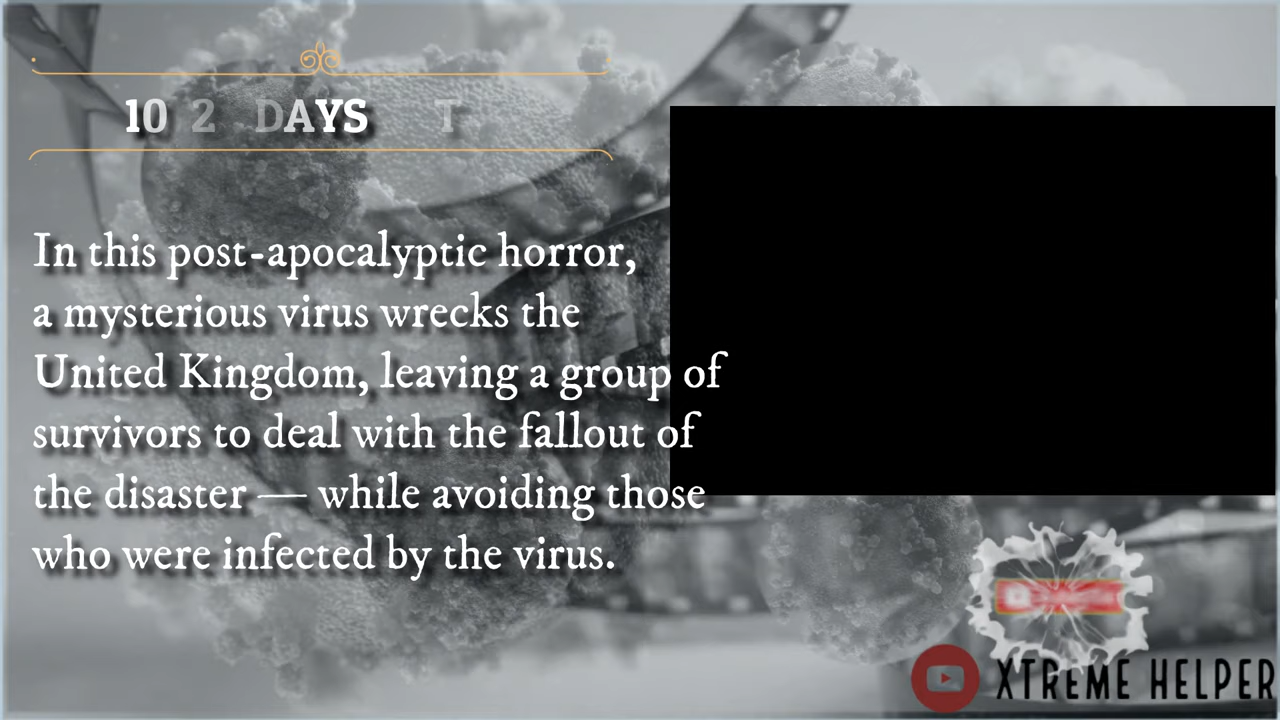 10 2 DAYS T
In this post-apocalyptic horror,
a mysterious virus wrecks the
United Kingdom, leaving a group of
survivors to deal with the fallout of
the disaster — while avoiding those
who were infected by the virus.
XTREME HELPER